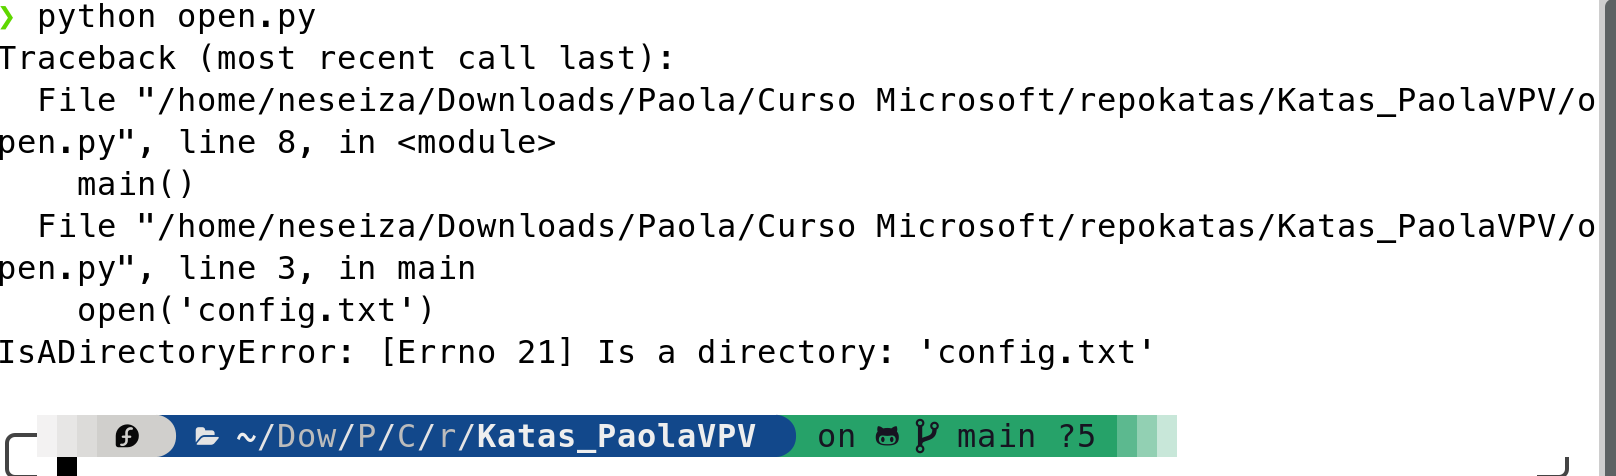 ❯ python open.py
Traceback (most recent call last):
  File "/home/neseiza/Downloads/Paola/Curso Microsoft/repokatas/Katas_PaolaVPV/o
pen.py", line 8, in <module>
    main()
  File "/home/neseiza/Downloads/Paola/Curso Microsoft/repokatas/Katas_PaolaVPV/o
pen.py", line 3, in main
    open('config.txt')
IsADirectoryError: [Errno 21] Is a directory: 'config.txt'
~/Dow/P/C/r/Katas_PaolaVPV on main ?5